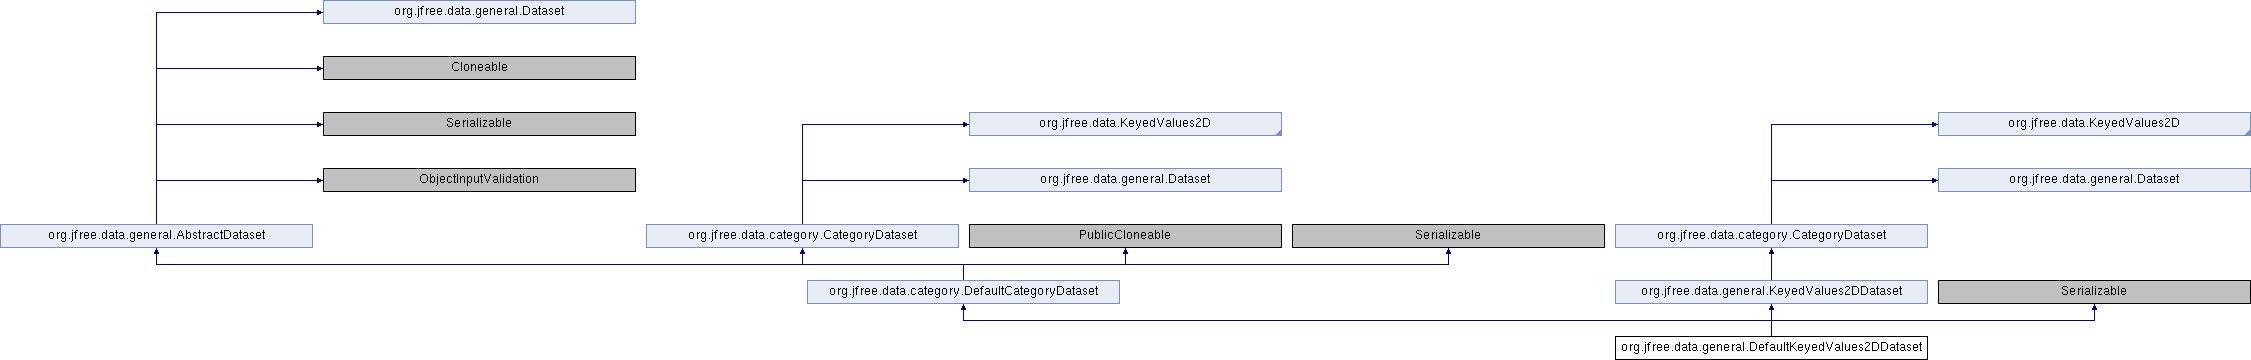 org.jfree.data.general.Dataset
Cloneable
Serializable
org.jfree.data.KeyedValues2D
org.jfree.data.KeyedValues2D
ObjectInputValidation
org.jfree.data.general.Dataset
org.jfree.data.general.Dataset
org.jfree.data.general.AbstractDataset
org.jfree.data.category.CategoryDataset
PublicCloneable
Serializable
org.jfree.data.category.CategoryDataset
org.jfree.data.category.DefaultCategoryDataset
org.jfree.data.general.KeyedValues2DDataset
Serializable
org.jfree.data.general.DefaultKeyedValues2DDataset